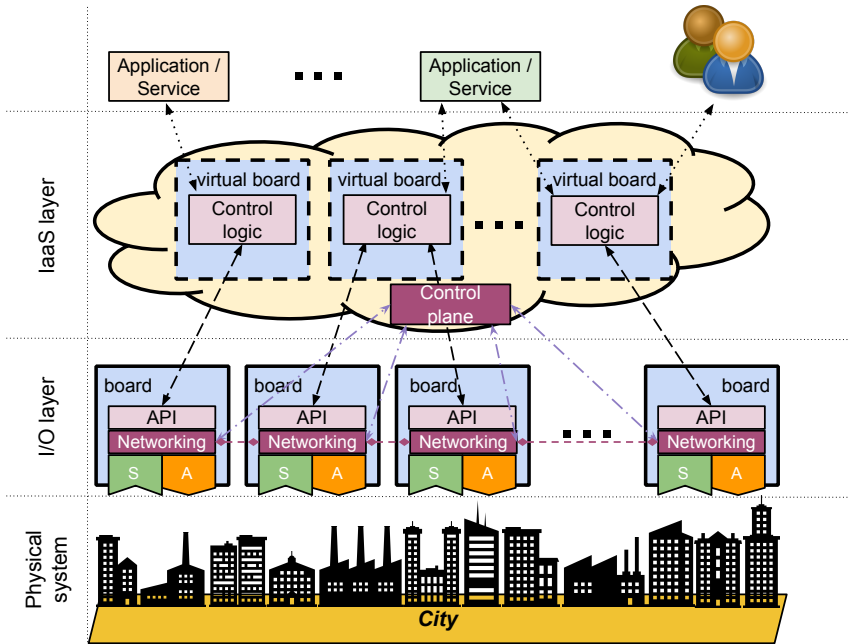 Application /
Service
Application /
Service
IaaS layer
virtual board
Control
logic
virtual board
Control
logic
virtual board
Control
logic
Control
plane
I/O layer
board
API
Networking
S
A
board
API
Networking
S
A
board
API
Networking
S
A
board
API
Networking
S
A
Physical
system
City